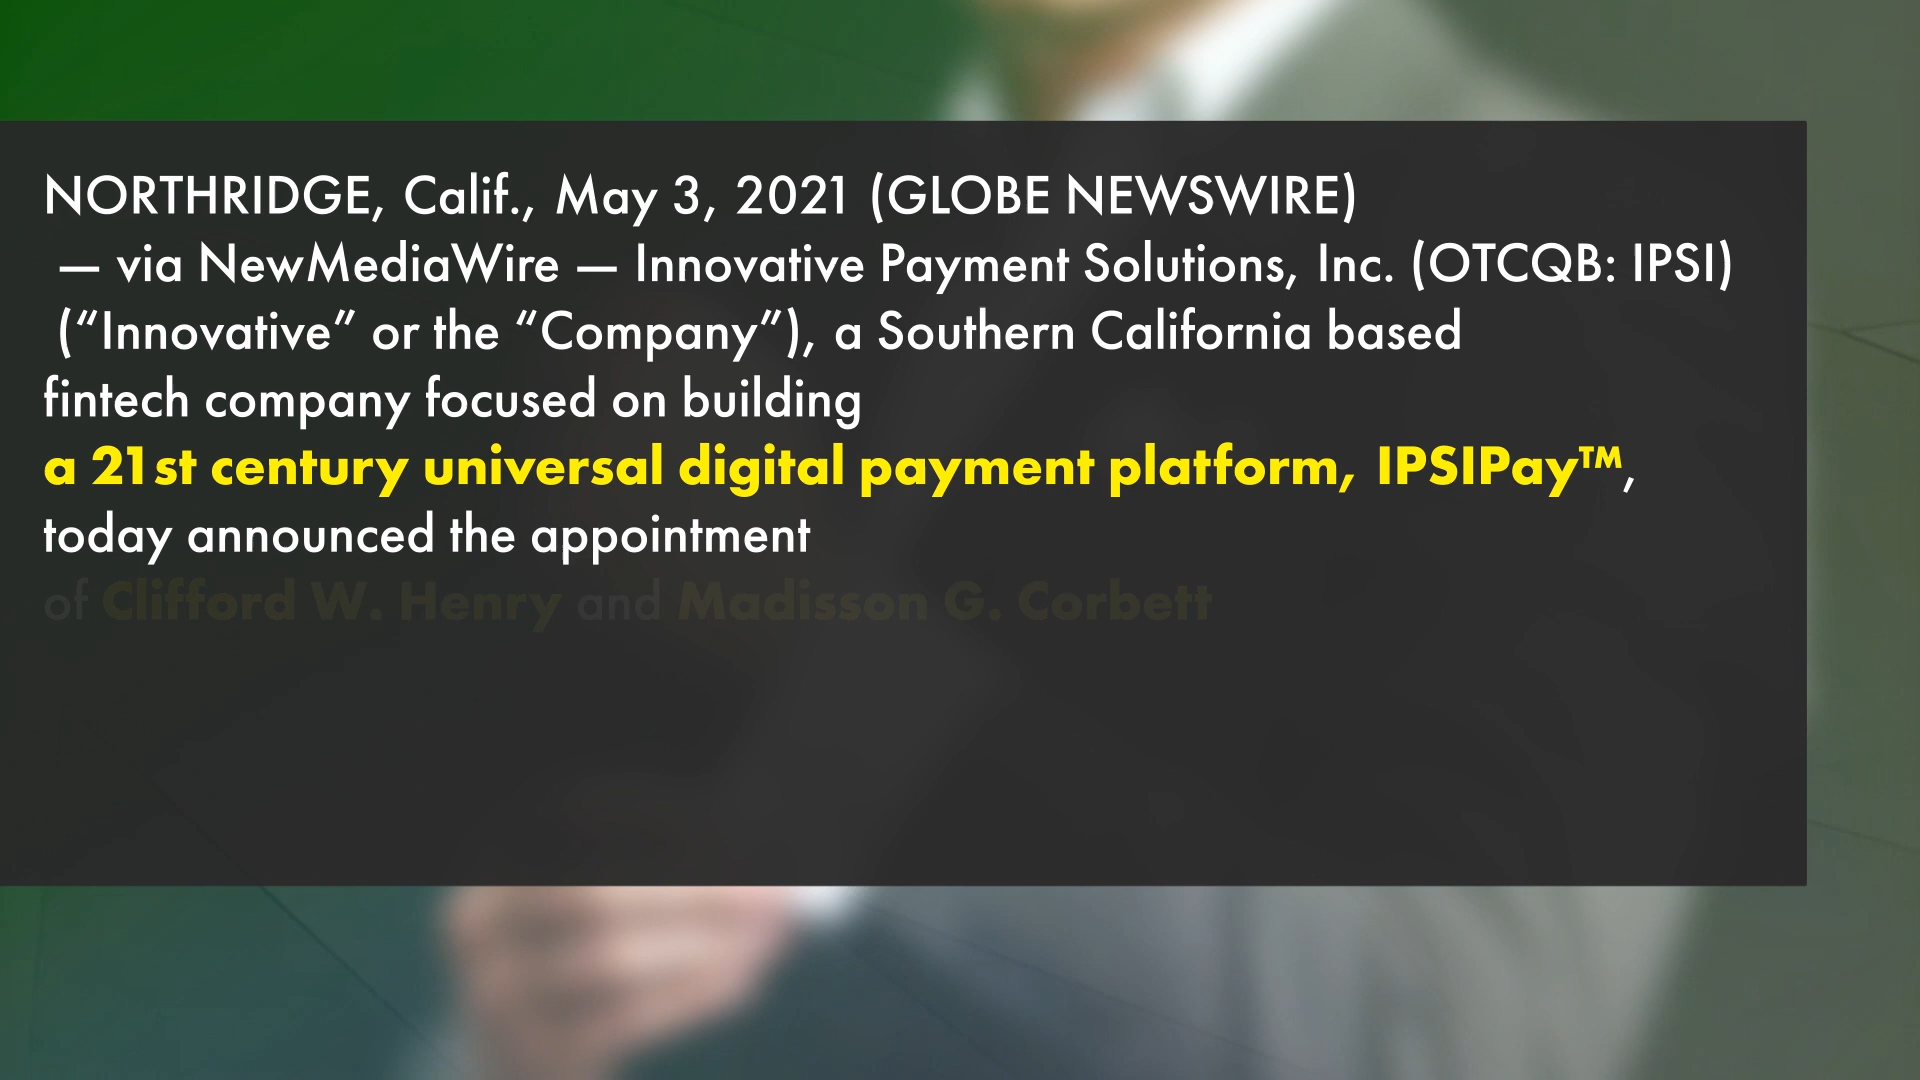 NORTHRIDGE, Calif., May 3, 2021 (GLOBE NEWSWIRE)
— via NewMediaWire — Innovative Payment Solutions, Inc. (OTCQB: IPSI)
(“Innovative” or the “Company”), a Southern California based
fintech company focused on building
a 21st century universal digital payment platform, IPSIPay™,
today announced the appointment
of Clifford W. Henry and Madisson G. Corbett